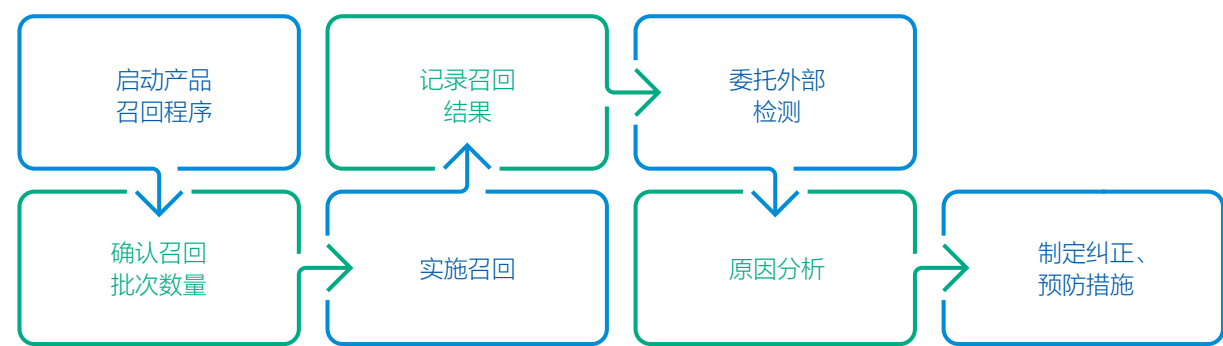 启动产品
召回程序
确认召回
批次数量
实施召回
记录召回
结果
委托外部
检测
原因分析
制定纠正、
预防措施